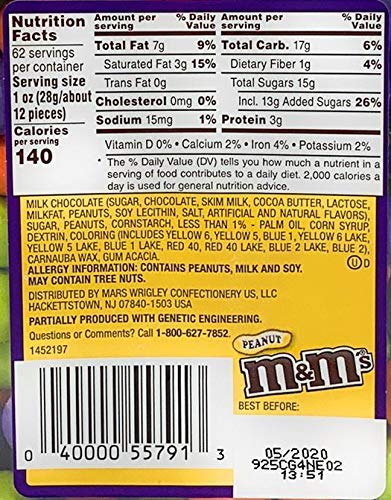 Nutrition Facts
62 servings per container
Serving size
1 oz (28g/about 12 pieces)
Calories per serving
140
Amount per serving % Daily Value
Total Fat 7g 9%
Saturated Fat 3g 15%
Trans Fat 0g
Cholesterol 0mg 0%
Sodium 15mg 1%
Amount per serving % Daily Value
Total Carb. 17g 6%
Dietary Fiber 1g 4%
Total Sugars 15g
Incl. 13g Added Sugars 26%
Protein 3g
Vitamin D 0% • Calcium 2% • Iron 4% • Potassium 2%
* The % Daily Value (DV) tells you how much a nutrient in a
serving of food contributes to a daily diet. 2,000 calories a
day is used for general nutrition advice.
MILK CHOCOLATE (SUGAR, CHOCOLATE, SKIM MILK, COCOA BUTTER, LACTOSE,
MILKFAT, PEANUTS, SOY LECITHIN, SALT, ARTIFICIAL AND NATURAL FLAVORS),
SUGAR, PEANUTS, CORNSTARCH, LESS THAN 1% - PALM OIL, CORN SYRUP,
DEXTRIN, COLORING (INCLUDES YELLOW 6, YELLOW 5, BLUE 1, YELLOW 6 LAKE,
YELLOW 5 LAKE, BLUE 1 LAKE, RED 40, RED 40 LAKE, BLUE 2 LAKE, BLUE 2),
CARNAUBA WAX, GUM ACACIA.
ALLERGY INFORMATION: CONTAINS PEANUTS, MILK AND SOY.
MAY CONTAIN TREE NUTS.
U D
DISTRIBUTED BY MARS WRIGLEY CONFECTIONERY US, LLC
HACKETTSTOWN, NJ 07840-1503 USA
PARTIALLY PRODUCED WITH GENETIC ENGINEERING.
Questions or Comments? Call 1-800-627-7852.
1452197
PEANUT
m&m's
BEST BEFORE:
05/2020
925CG4NE02
13:51
0 40000 55791 3